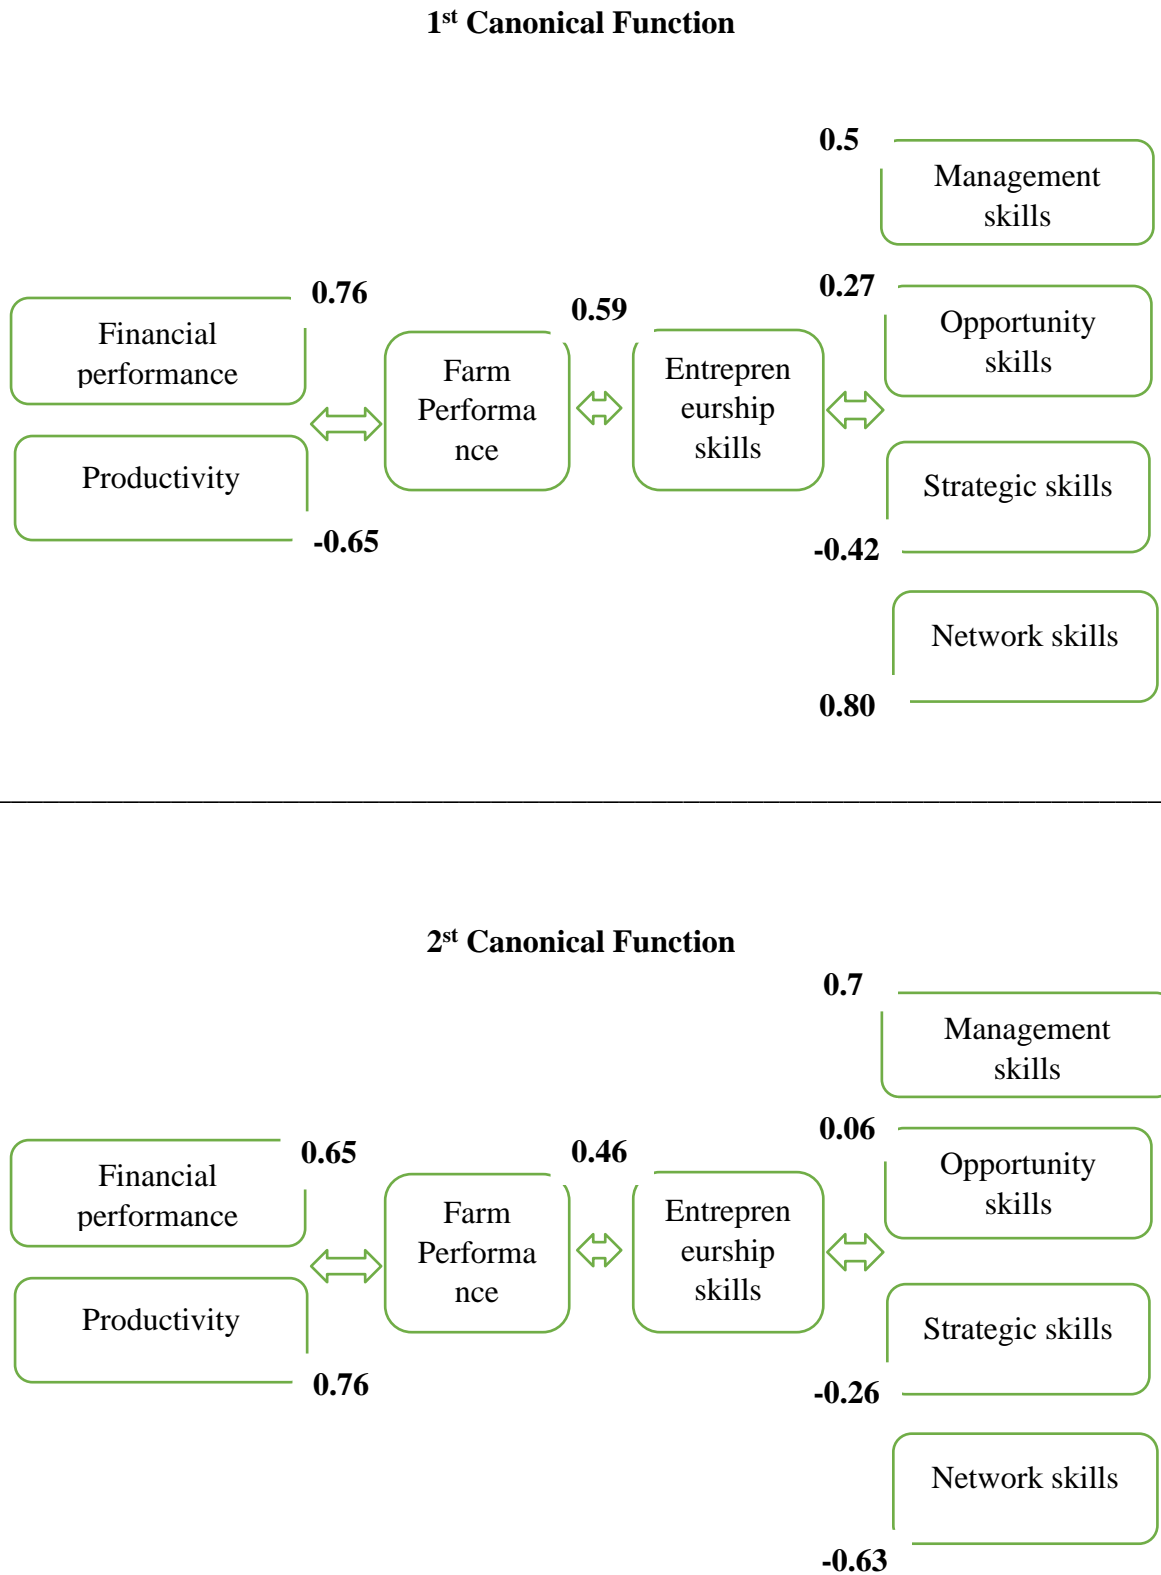 1st Canonical Function
0.5
Management
skills
0.76
0.59
0.27
Financial
performance
Farm
Performa
nce
Entrepren
eurship
skills
Opportunity
skills
Productivity
Strategic skills
-0.65
-0.42
Network skills
0.80
2st Canonical Function
0.7
Management
skills
0.65
0.46
0.06
Financial
performance
Farm
Performa
nce
Entrepren
eurship
skills
Opportunity
skills
Productivity
Strategic skills
0.76
-0.26
Network skills
-0.63